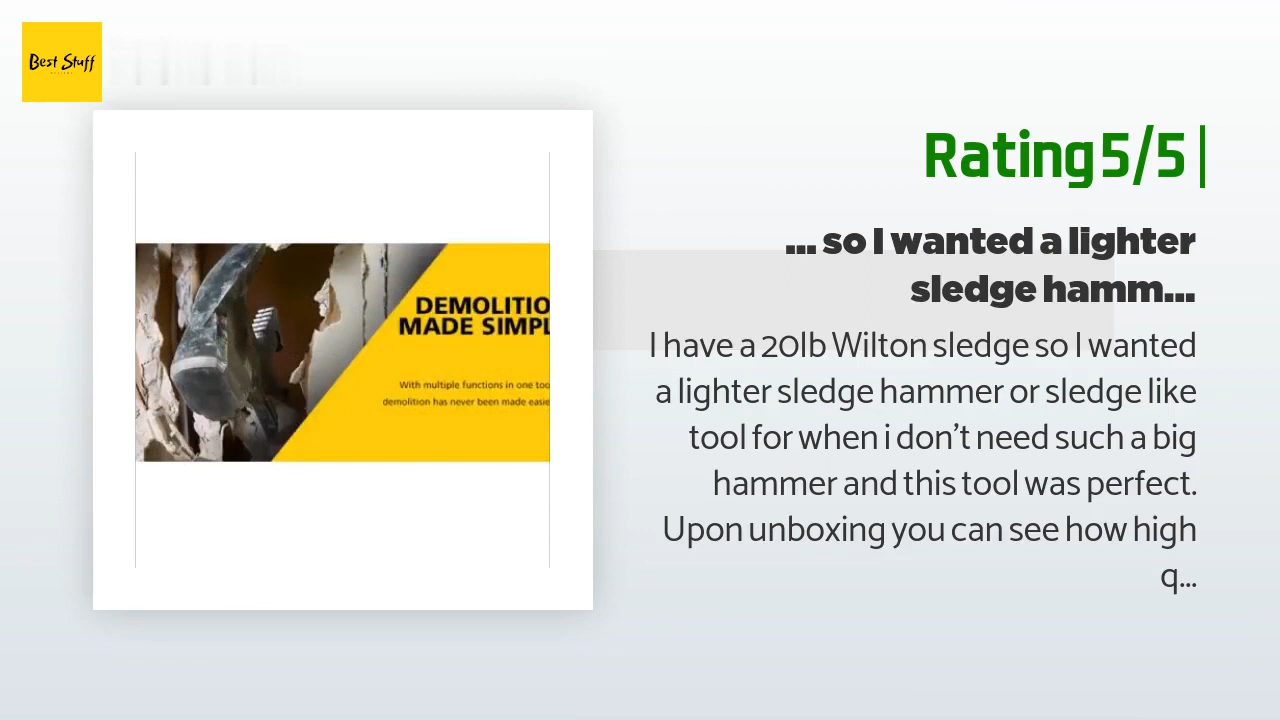 Best Stuff
Rating 5/5
... so I wanted a lighter
sledge hamm...
I have a 20lb Wilton sledge so I wanted
a lighter sledge hammer or sledge like
tool for when i don't need such a big
hammer and this tool was perfect.
Upon unboxing you can see how high
q...
DEMOLITIO
MADE SIMPL
With multiple functions in one too
demolition has never been made easie